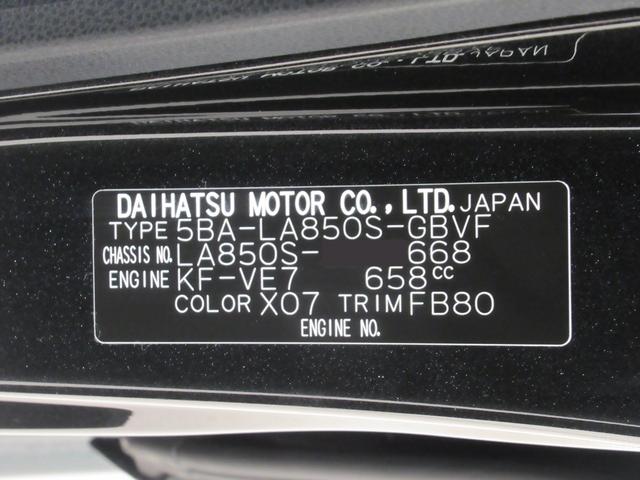 DAIHATSU MOTOR CO., LTD. JAPAN
TYPE 5BA-LA850S-GBVF
CHASSIS NO. LA850S- 668
ENGINE KF-VE7 658CC
COLOR X07 TRIM FB80
ENGINE NO.